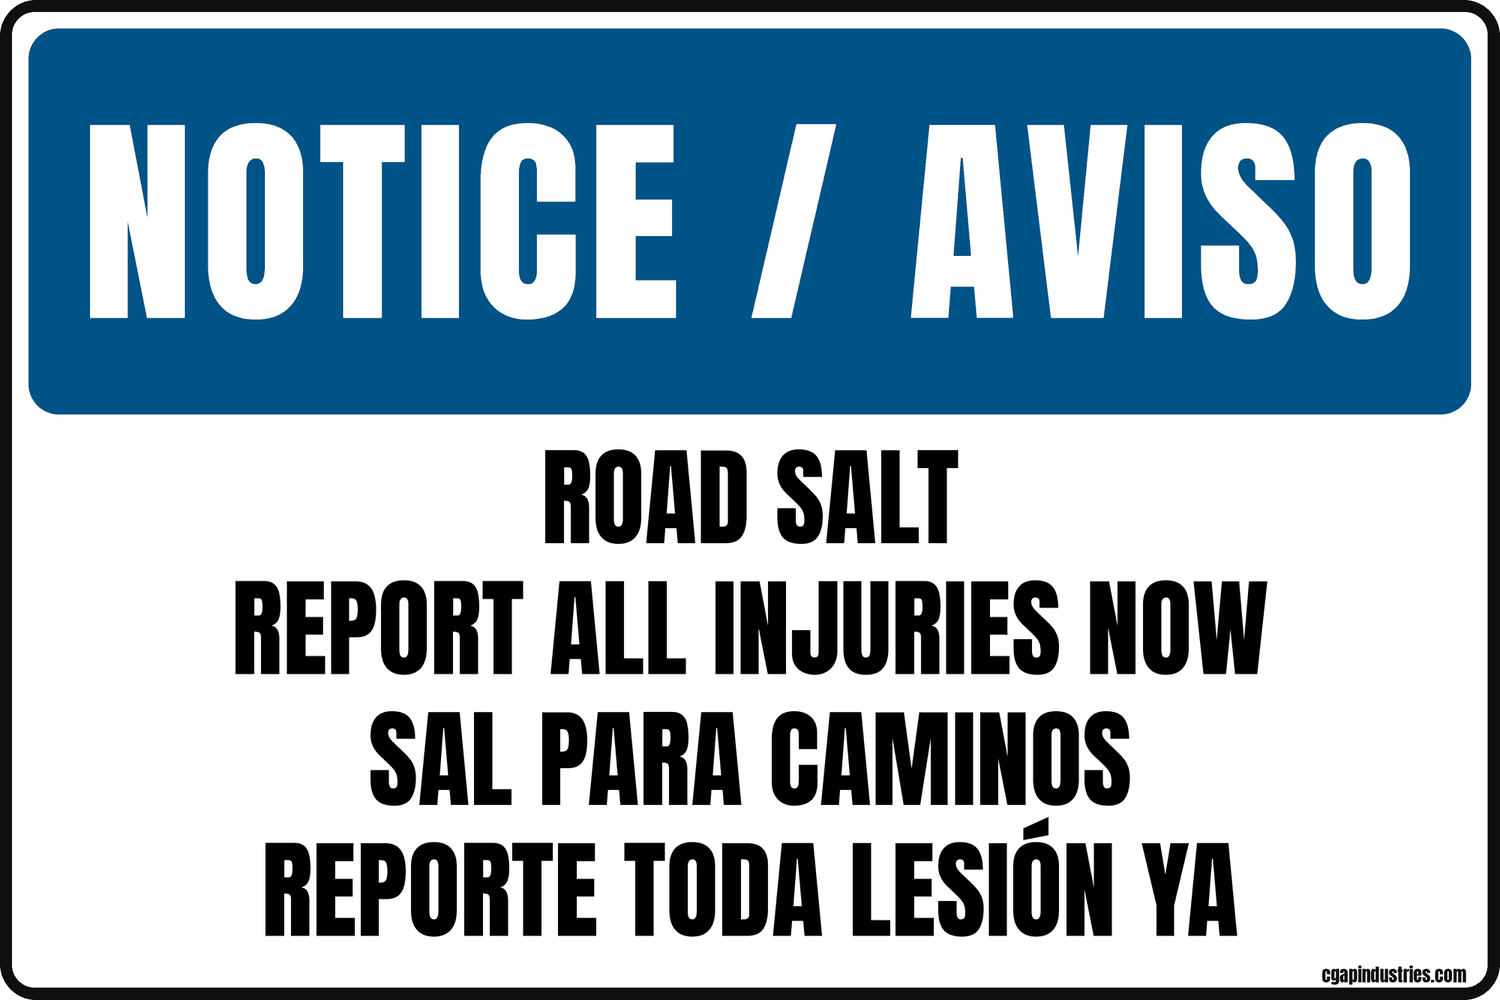 NOTICE / AVISO
ROAD SALT
REPORT ALL INJURIES NOW
SAL PARA CAMINOS
REPORTE TODA LESIÓN YA
cgapindustries.com